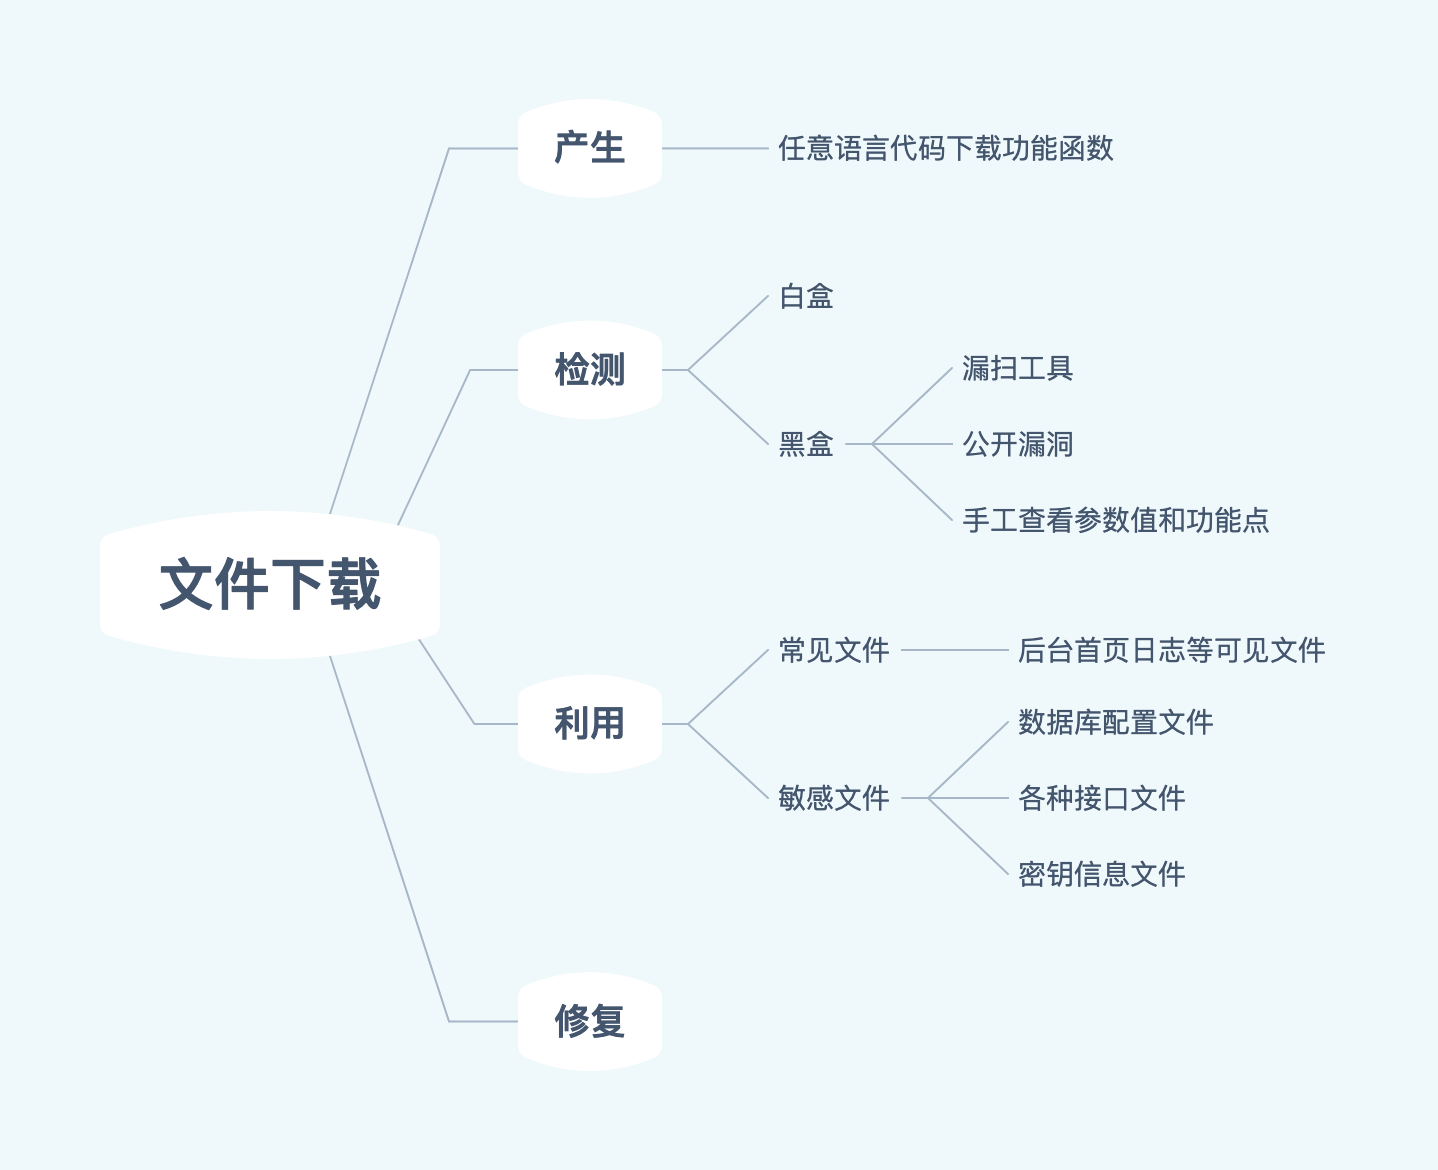 文件下载
产生
任意语言代码下载功能函数
检测
白盒
黑盒
漏扫工具
公开漏洞
手工查看参数值和功能点
利用
常见文件
后台首页日志等可见文件
敏感文件
数据库配置文件
各种接口文件
密钥信息文件
修复